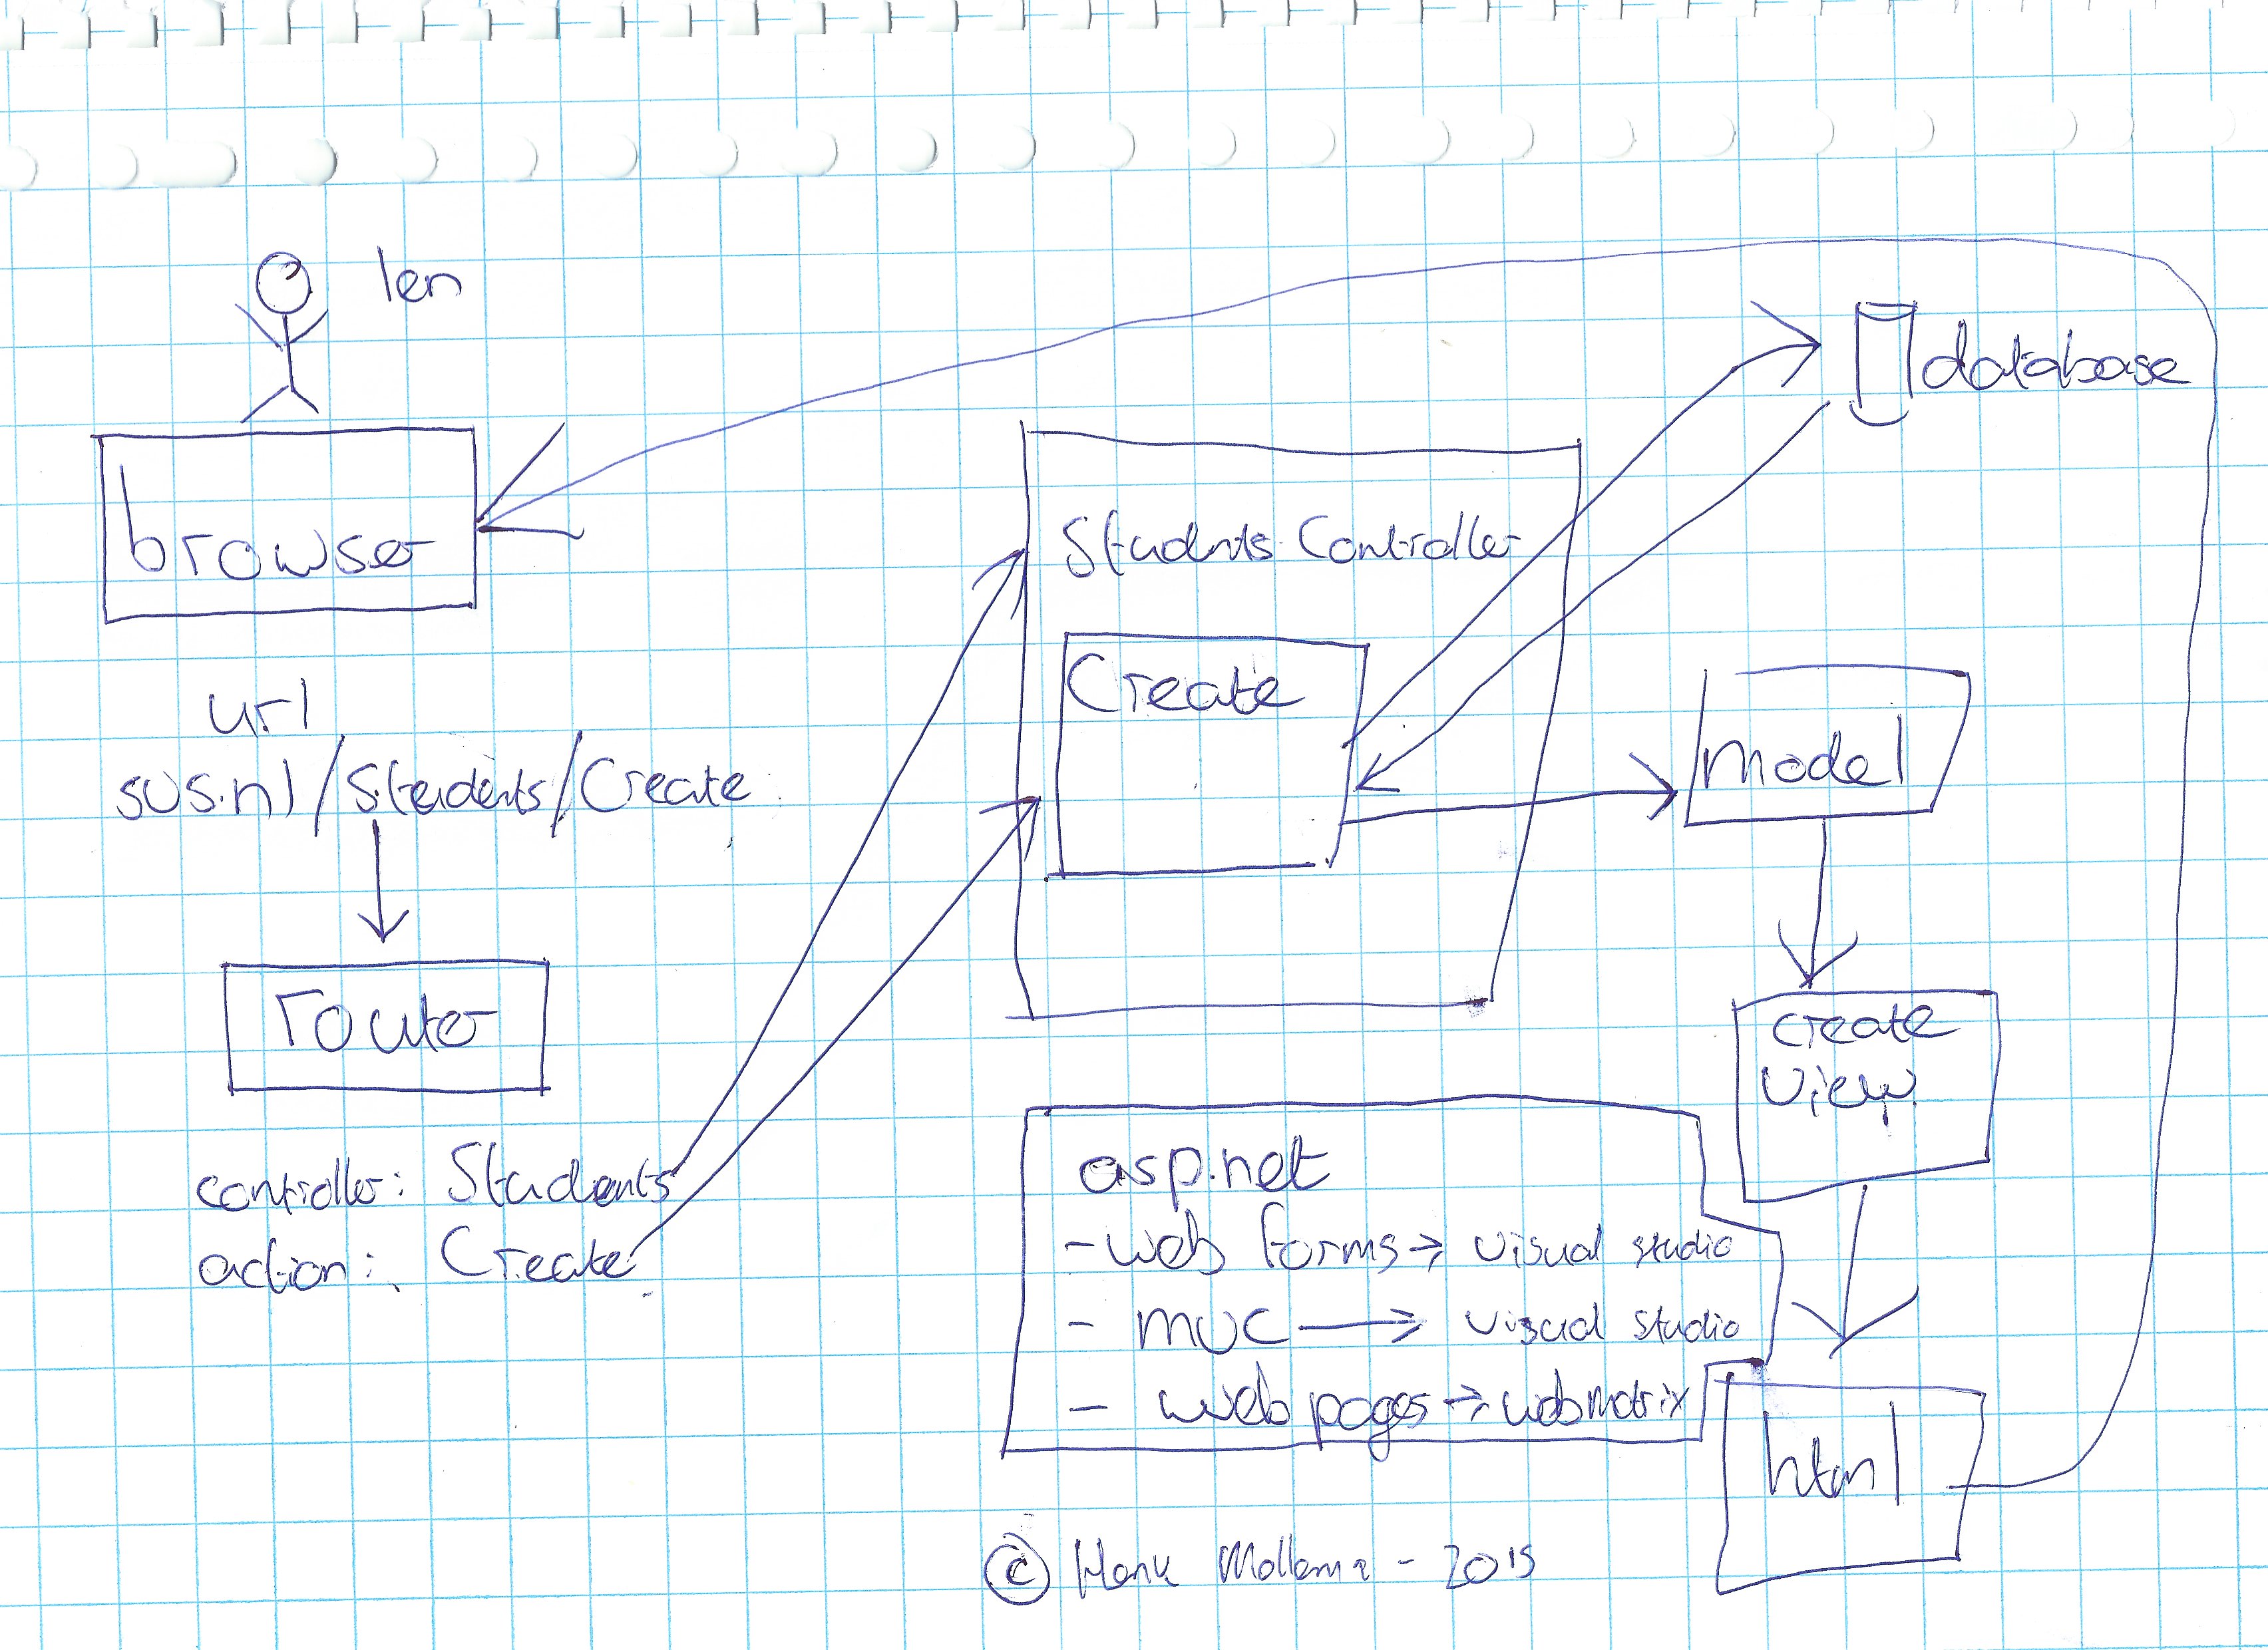 len
database
browser
Students Controller
Create
url
svs.nl/Students/Create
model
router
create
view
controller: Students
action: Create
asp.net
- web forms → visual studio
- mvc → visual studio
- web pages → webmatrix
html
© Henk Mollema - 2015